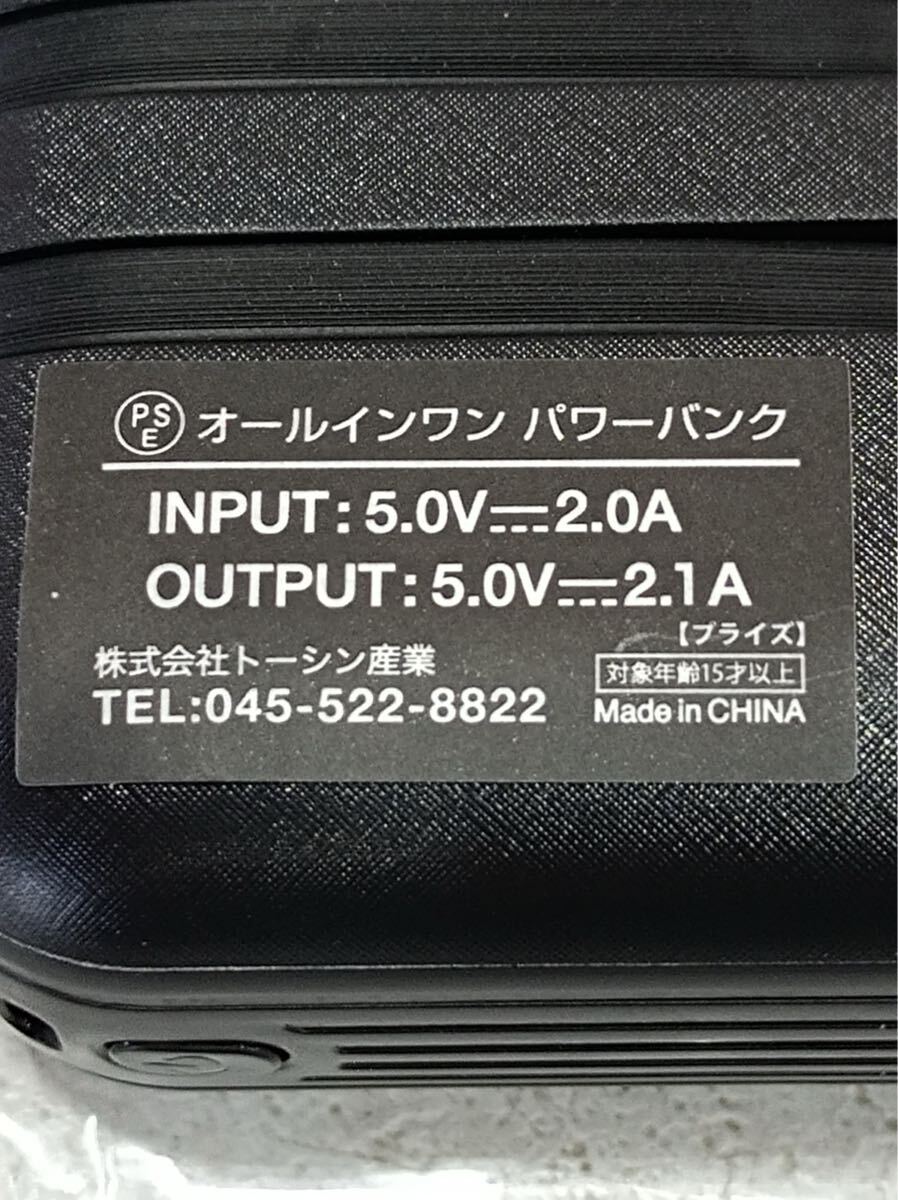 PSE オールインワン パワーバンク
INPUT:5.0V⎓2.0A
OUTPUT:5.0V⎓2.1A
【プライズ】
株式会社トーシン産業
対象年齢15才以上
TEL:045-522-8822
Made in CHINA